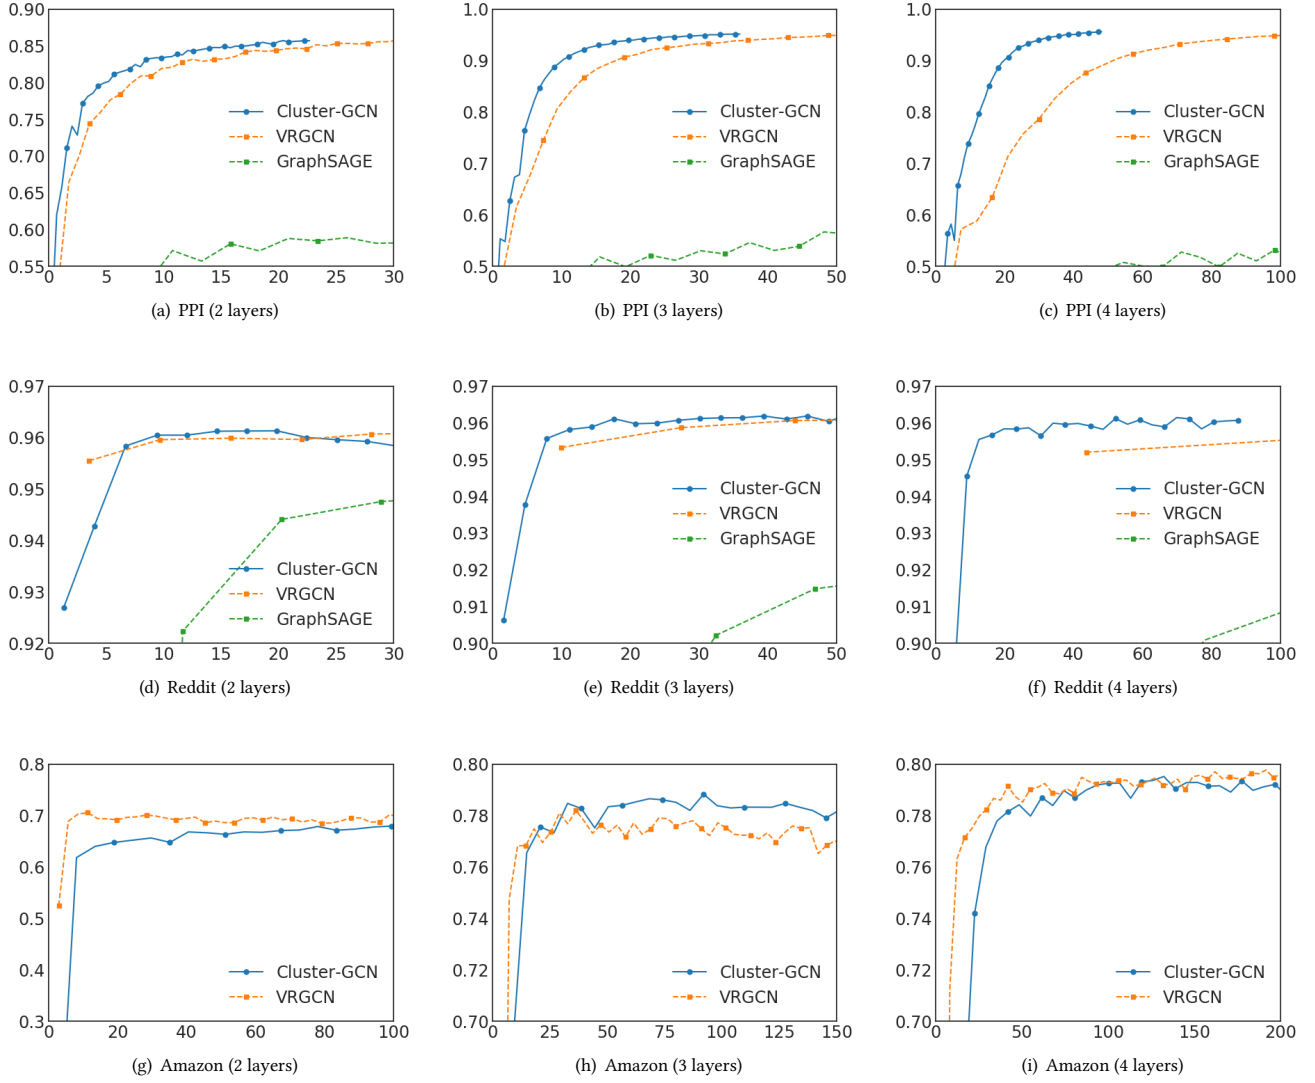 0.90
0.85
0.80
0.75
0.70
0.65
0.60
0.55
0 5 10 15 20 25 30
Cluster-GCN
VRGCN
GraphSAGE
(a) PPI (2 layers)
1.0
0.9
0.8
0.7
0.6
0.5
0 10 20 30 40 50
Cluster-GCN
VRGCN
GraphSAGE
(b) PPI (3 layers)
1.0
0.9
0.8
0.7
0.6
0.5
0 20 40 60 80 100
Cluster-GCN
VRGCN
GraphSAGE
(c) PPI (4 layers)
0.97
0.96
0.95
0.94
0.93
0.92
0 5 10 15 20 25 30
Cluster-GCN
VRGCN
GraphSAGE
(d) Reddit (2 layers)
0.97
0.96
0.95
0.94
0.93
0.92
0.91
0.90
0 10 20 30 40 50
Cluster-GCN
VRGCN
GraphSAGE
(e) Reddit (3 layers)
0.97
0.96
0.95
0.94
0.93
0.92
0.91
0.90
0 20 40 60 80 100
Cluster-GCN
VRGCN
GraphSAGE
(f) Reddit (4 layers)
0.8
0.7
0.6
0.5
0.4
0.3
0 20 40 60 80 100
Cluster-GCN
VRGCN
(g) Amazon (2 layers)
0.80
0.78
0.76
0.74
0.72
0.70
0 25 50 75 100 125 150
Cluster-GCN
VRGCN
(h) Amazon (3 layers)
0.80
0.78
0.76
0.74
0.72
0.70
0 50 100 150 200
Cluster-GCN
VRGCN
(i) Amazon (4 layers)